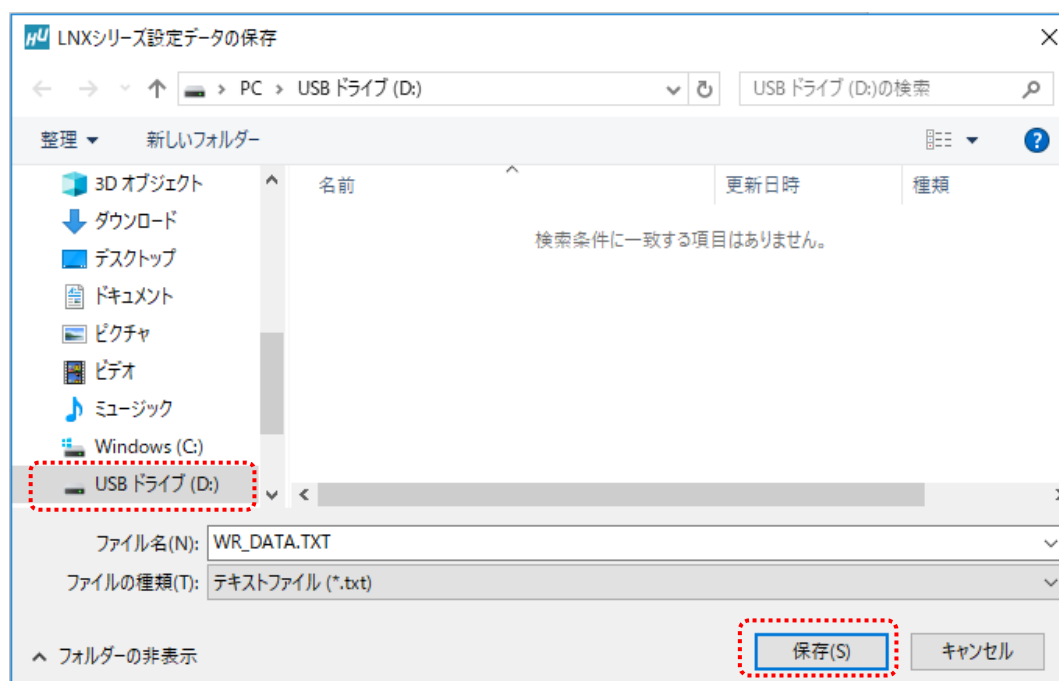 HU LNXシリーズ設定データの保存
PC › USB ドライブ (D:)
USB ドライブ (D:)の検索
整理 新しいフォルダー
?
3D オブジェクト
ダウンロード
デスクトップ
ドキュメント
ピクチャ
ビデオ
ミュージック
Windows (C:)
USB ドライブ (D:)
名前 更新日時 種類
検索条件に一致する項目はありません。
ファイル名(N): WR_DATA.TXT
ファイルの種類(T): テキストファイル (*.txt)
フォルダーの非表示 保存(S) キャンセル